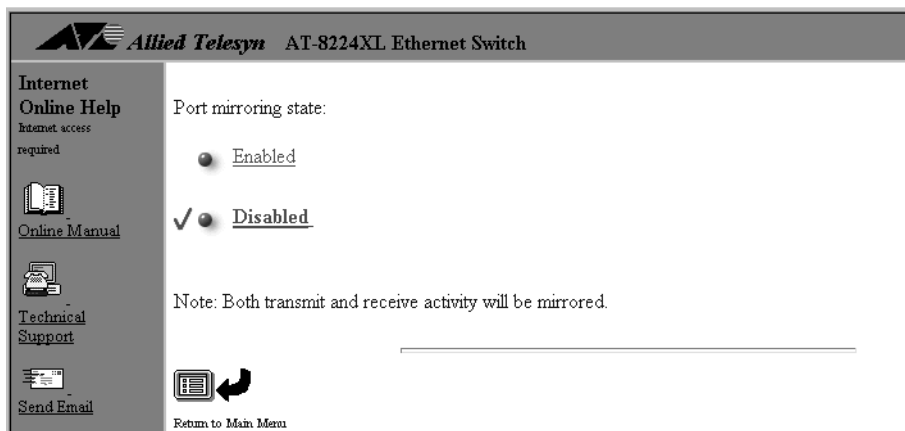 Allied Telesyn AT-8224XL Ethernet Switch
Internet
Online Help
Internet access
required
Online Manual
Technical
Support
Send Email
Port mirroring state:
Enabled
Disabled
Note: Both transmit and receive activity will be mirrored.
Return to Main Menu